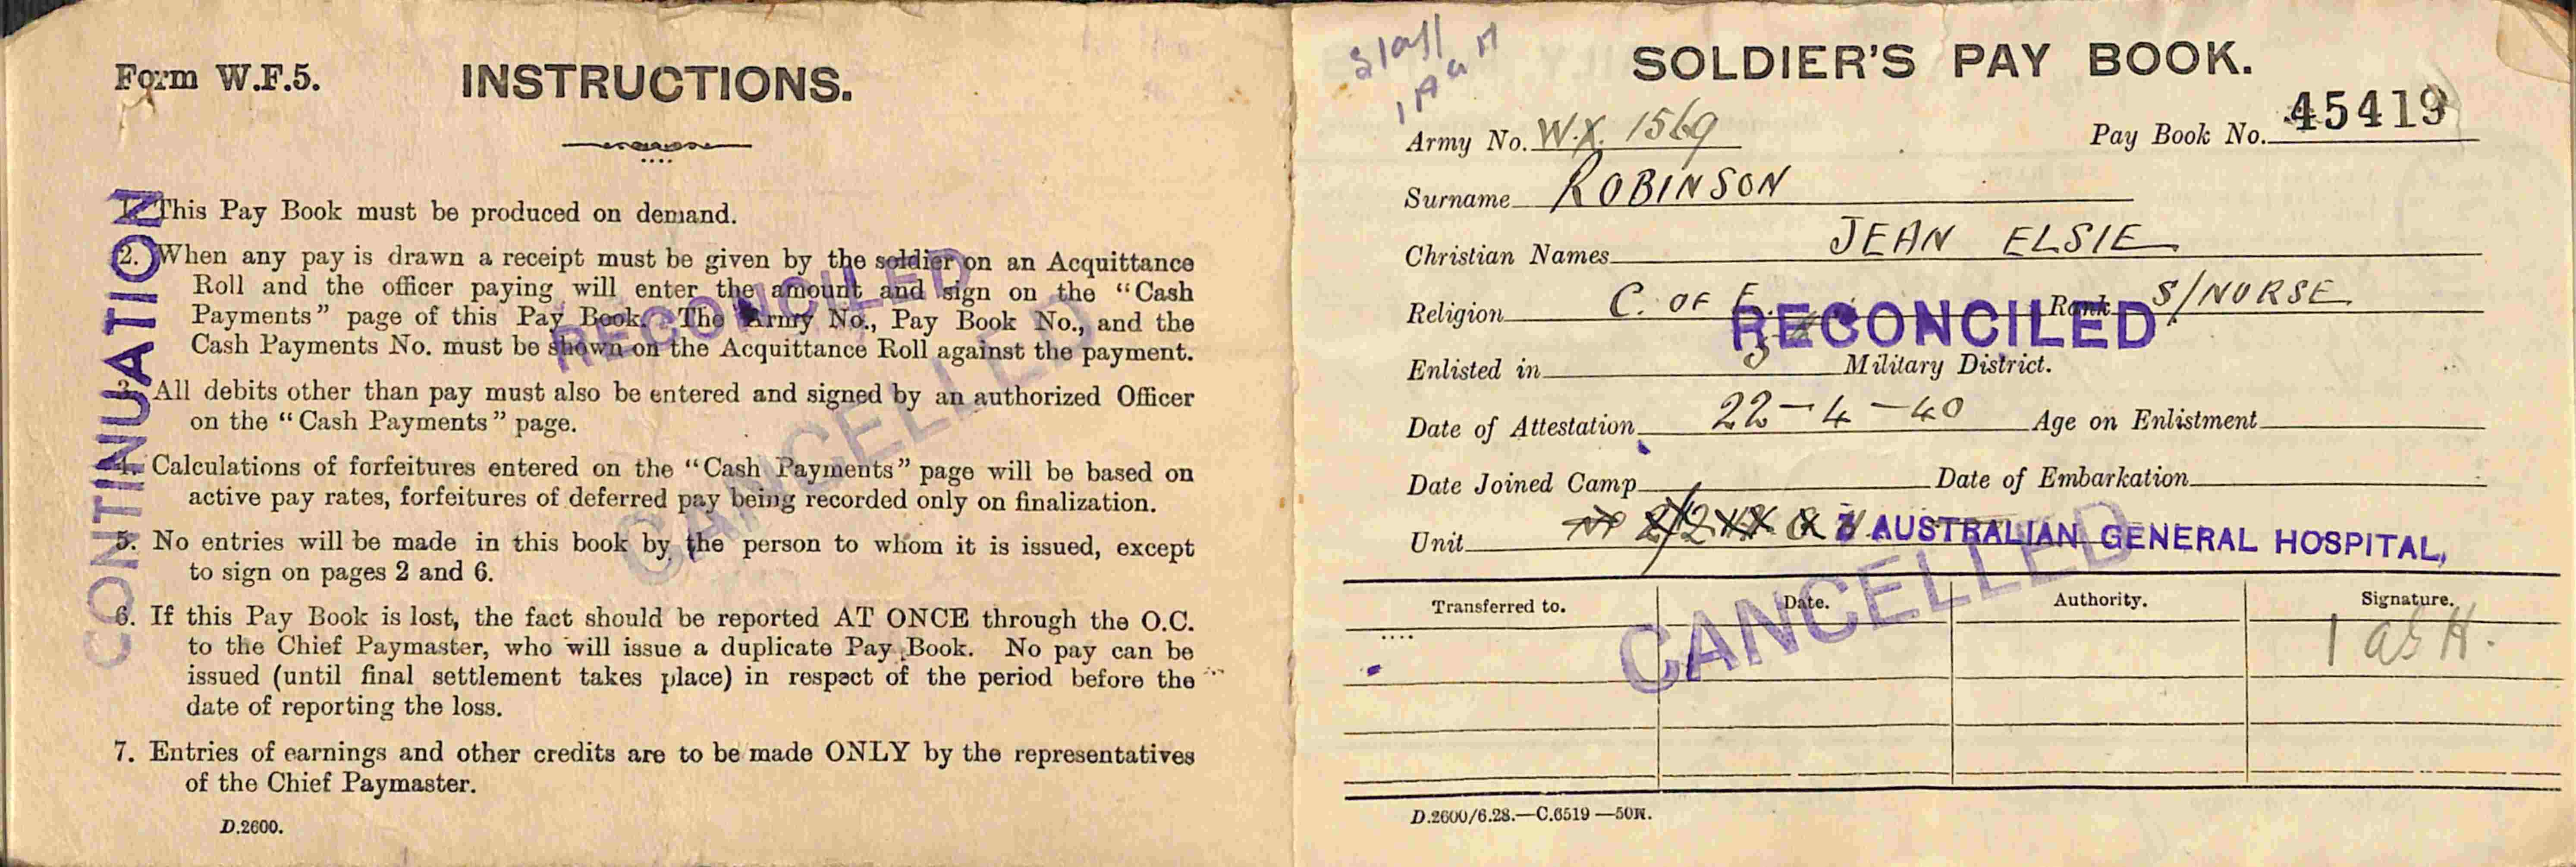 Form W.F.5. INSTRUCTIONS.
1. This Pay Book must be produced on demand.
2. When any pay is drawn a receipt must be given by the soldier on an Acquittance
Roll and the officer paying will enter the amount and sign on the “Cash
Payments” page of this Pay Book. The Army No., Pay Book No., and the
Cash Payments No. must be shown on the Acquittance Roll against the payment.
3. All debits other than pay must also be entered and signed by an authorized Officer
on the “Cash Payments” page.
4. Calculations of forfeitures entered on the “Cash Payments” page will be based on
active pay rates, forfeitures of deferred pay being recorded only on finalization.
5. No entries will be made in this book by the person to whom it is issued, except
to sign on pages 2 and 6.
6. If this Pay Book is lost, the fact should be reported AT ONCE through the O.C.
to the Chief Paymaster, who will issue a duplicate Pay Book. No pay can be
issued (until final settlement takes place) in respect of the period before the
date of reporting the loss.
7. Entries of earnings and other credits are to be made ONLY by the representatives
of the Chief Paymaster.
D.2600.
CONTINUATION
RECONCILED
CANCELLED
Staff
1 A G H
SOLDIER'S PAY BOOK.
Army No. W.X. 1569 Pay Book No. 45419
Surname ROBINSON
Christian Names JEAN ELSIE
Religion C. OF E. Rank S/NURSE
RECONCILED
Enlisted in 5 Military District.
Date of Attestation 22-4-40 Age on Enlistment
Date Joined Camp Date of Embarkation
Unit AUSTRALIAN GENERAL HOSPITAL,
Transferred to. Date. Authority. Signature.
1 AGH.
CANCELLED
D.2600/6.28.—C.6519—50M.